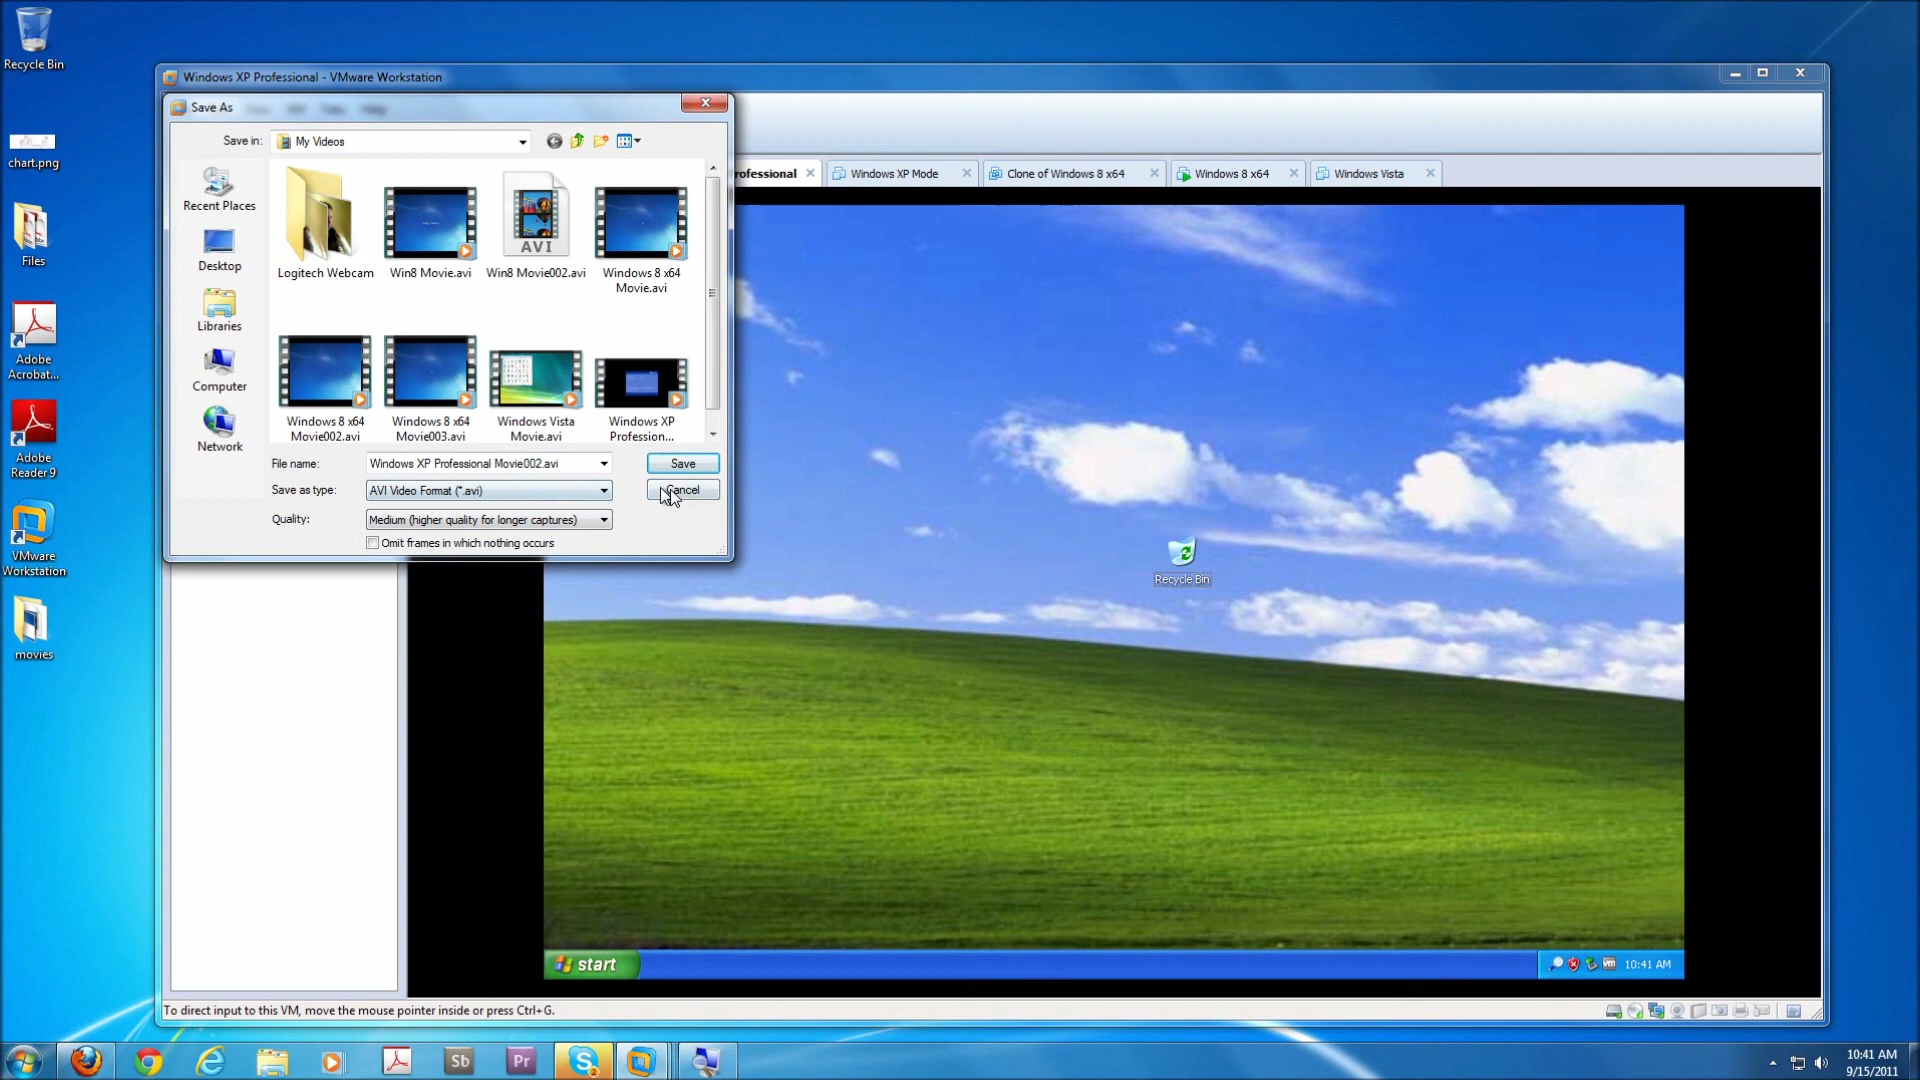 Recycle Bin
chart.png
Files
Adobe
Acrobat...
Adobe
Reader 9
VMware
Workstation
movies
Windows XP Professional - VMware Workstation
Save As
Help
Save in:
My Videos
Recent Places
Desktop
Libraries
Computer
Network
Logitech Webcam
Win8 Movie.avi
AVI
Win8 Movie002.avi
Windows 8 x64
Movie.avi
Windows 8 x64
Movie002.avi
Windows 8 x64
Movie003.avi
Windows Vista
Movie.avi
Windows XP
Profession...
File name:
Windows XP Professional Movie002.avi
Save
Save as type:
AVI Video Format (*.avi)
Cancel
Quality:
Medium (higher quality for longer captures)
Omit frames in which nothing occurs
rofessional
Windows XP Mode
Clone of Windows 8 x64
Windows 8 x64
Windows Vista
Recycle Bin
start
vm
10:41 AM
To direct input to this VM, move the mouse pointer inside or press Ctrl+G.
Sb
Pr
S
2
10:41 AM
9/15/2011